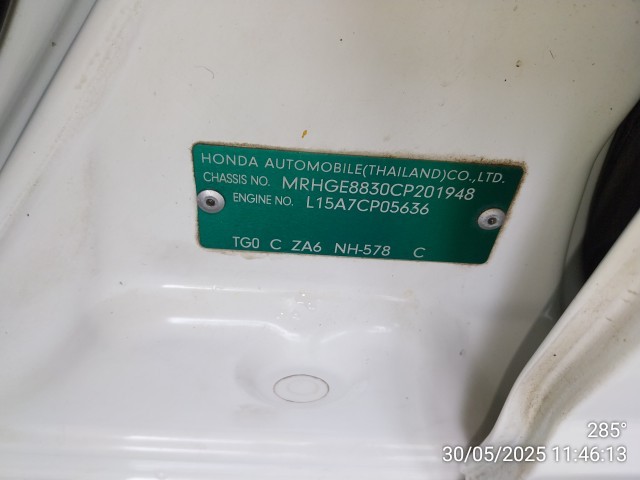 HONDA AUTOMOBILE(THAILAND)CO.,LTD.
CHASSIS NO. MRHGE8830CP201948
ENGINE NO. L15A7CP05636
TG0 C ZA6 NH-578 C
285°
30/05/2025 11:46:13